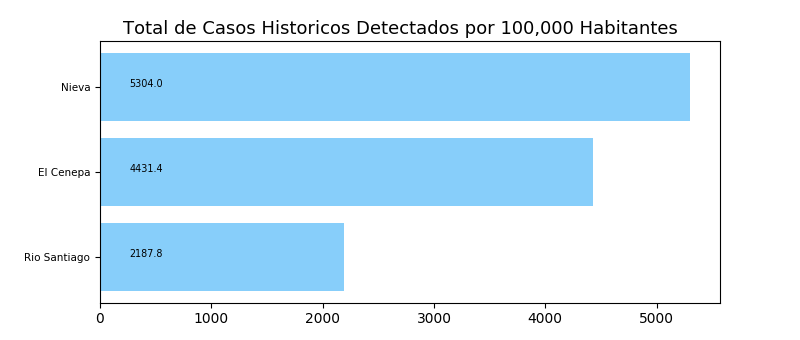 Total de Casos Historicos Detectados por 100,000 Habitantes
Nieva
5304.0
El Cenepa
4431.4
Rio Santiago
2187.8
0 1000 2000 3000 4000 5000